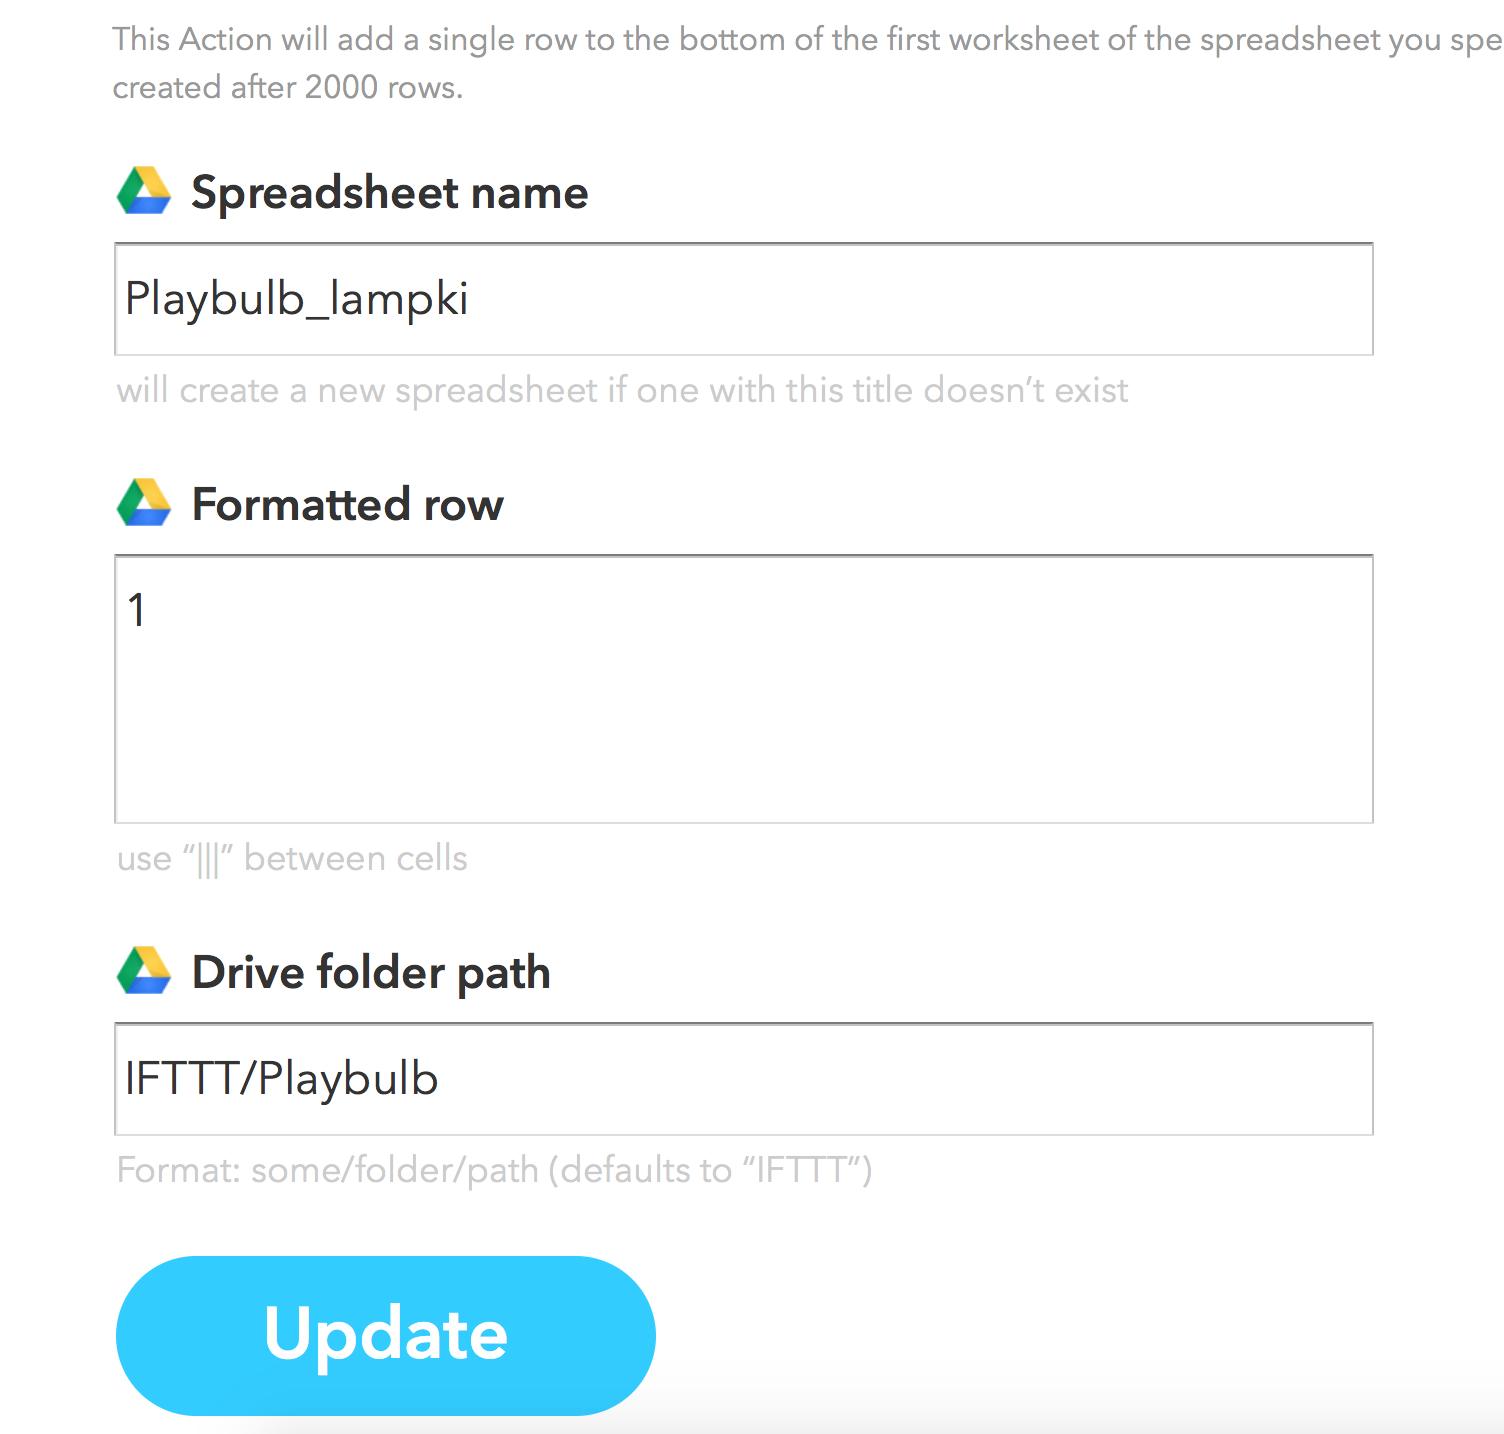 This Action will add a single row to the bottom of the first worksheet of the spreadsheet you spe
created after 2000 rows.
Spreadsheet name
Playbulb_lampki
will create a new spreadsheet if one with this title doesn’t exist
Formatted row
1
use “|||” between cells
Drive folder path
IFTTT/Playbulb
Format: some/folder/path (defaults to “IFTTT”)
Update